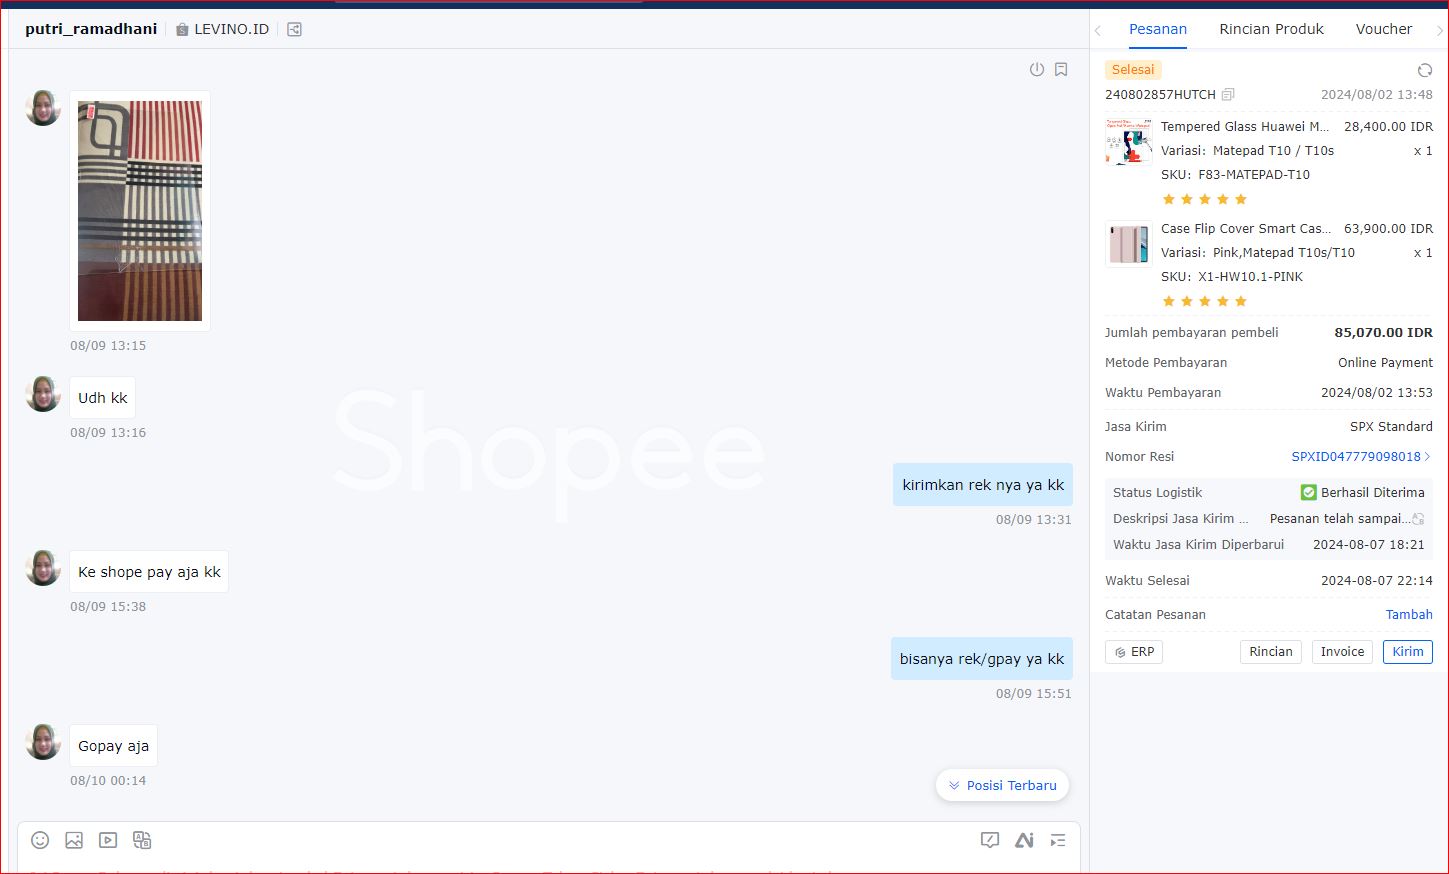 putri_ramadhani
LEVINO.ID
08/09 13:15
Udh kk
08/09 13:16
Shopee
kirimkan rek nya ya kk
08/09 13:31
Ke shope pay aja kk
08/09 15:38
bisanya rek/gpay ya kk
08/09 15:51
Gopay aja
08/10 00:14
Posisi Terbaru
Pesanan Rincian Produk Voucher
Selesai
240802857HUTCH 2024/08/02 13:48
Tempered Glass Huawei M... 28,400.00 IDR
Variasi: Matepad T10 / T10s x 1
SKU: F83-MATEPAD-T10
Case Flip Cover Smart Cas... 63,900.00 IDR
Variasi: Pink,Matepad T10s/T10 x 1
SKU: X1-HW10.1-PINK
Jumlah pembayaran pembeli 85,070.00 IDR
Metode Pembayaran Online Payment
Waktu Pembayaran 2024/08/02 13:53
Jasa Kirim SPX Standard
Nomor Resi SPXID047779098018
Status Logistik Berhasil Diterima
Deskripsi Jasa Kirim ... Pesanan telah sampai...
Waktu Jasa Kirim Diperbarui 2024-08-07 18:21
Waktu Selesai 2024-08-07 22:14
Catatan Pesanan Tambah
ERP Rincian Invoice Kirim